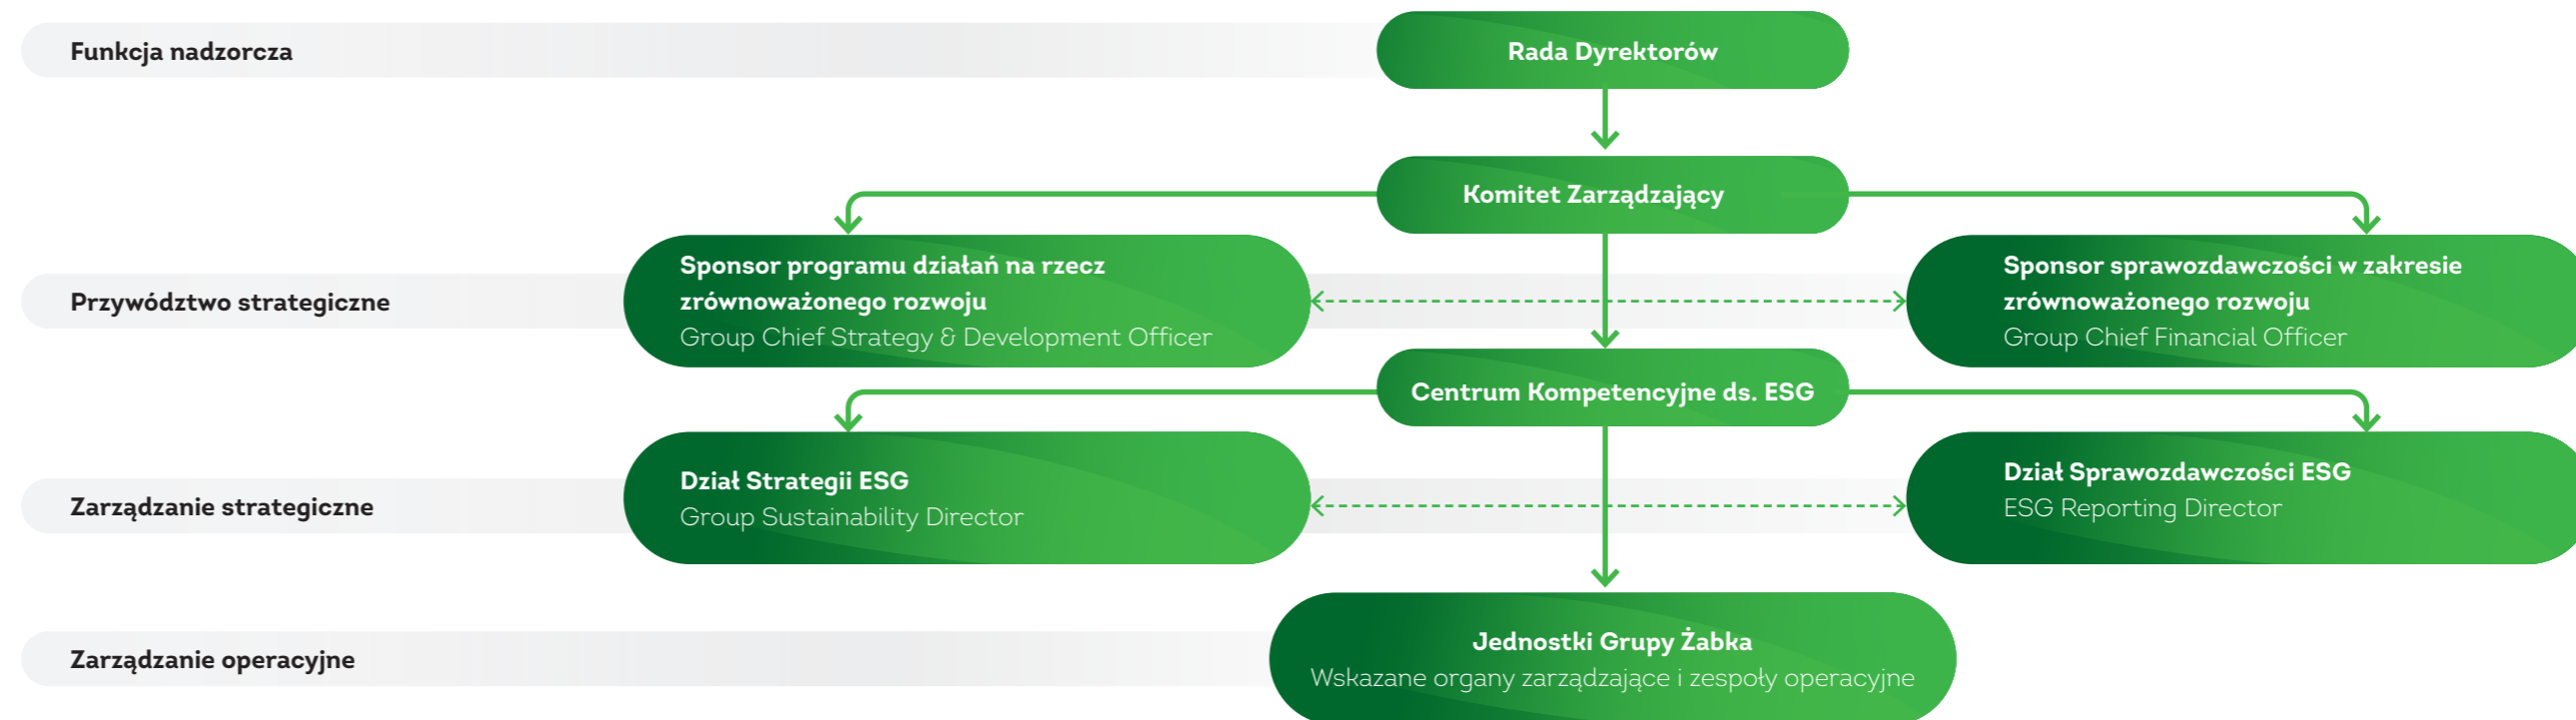 Funkcja nadzorcza
Rada Dyrektorów
Komitet Zarządzający
Przywództwo strategiczne
Sponsor programu działań na rzecz
zrównoważonego rozwoju
Group Chief Strategy & Development Officer
Sponsor sprawozdawczości w zakresie
zrównoważonego rozwoju
Group Chief Financial Officer
Centrum Kompetencyjne ds. ESG
Zarządzanie strategiczne
Dział Strategii ESG
Group Sustainability Director
Dział Sprawozdawczości ESG
ESG Reporting Director
Zarządzanie operacyjne
Jednostki Grupy Żabka
Wskazane organy zarządzające i zespoły operacyjne